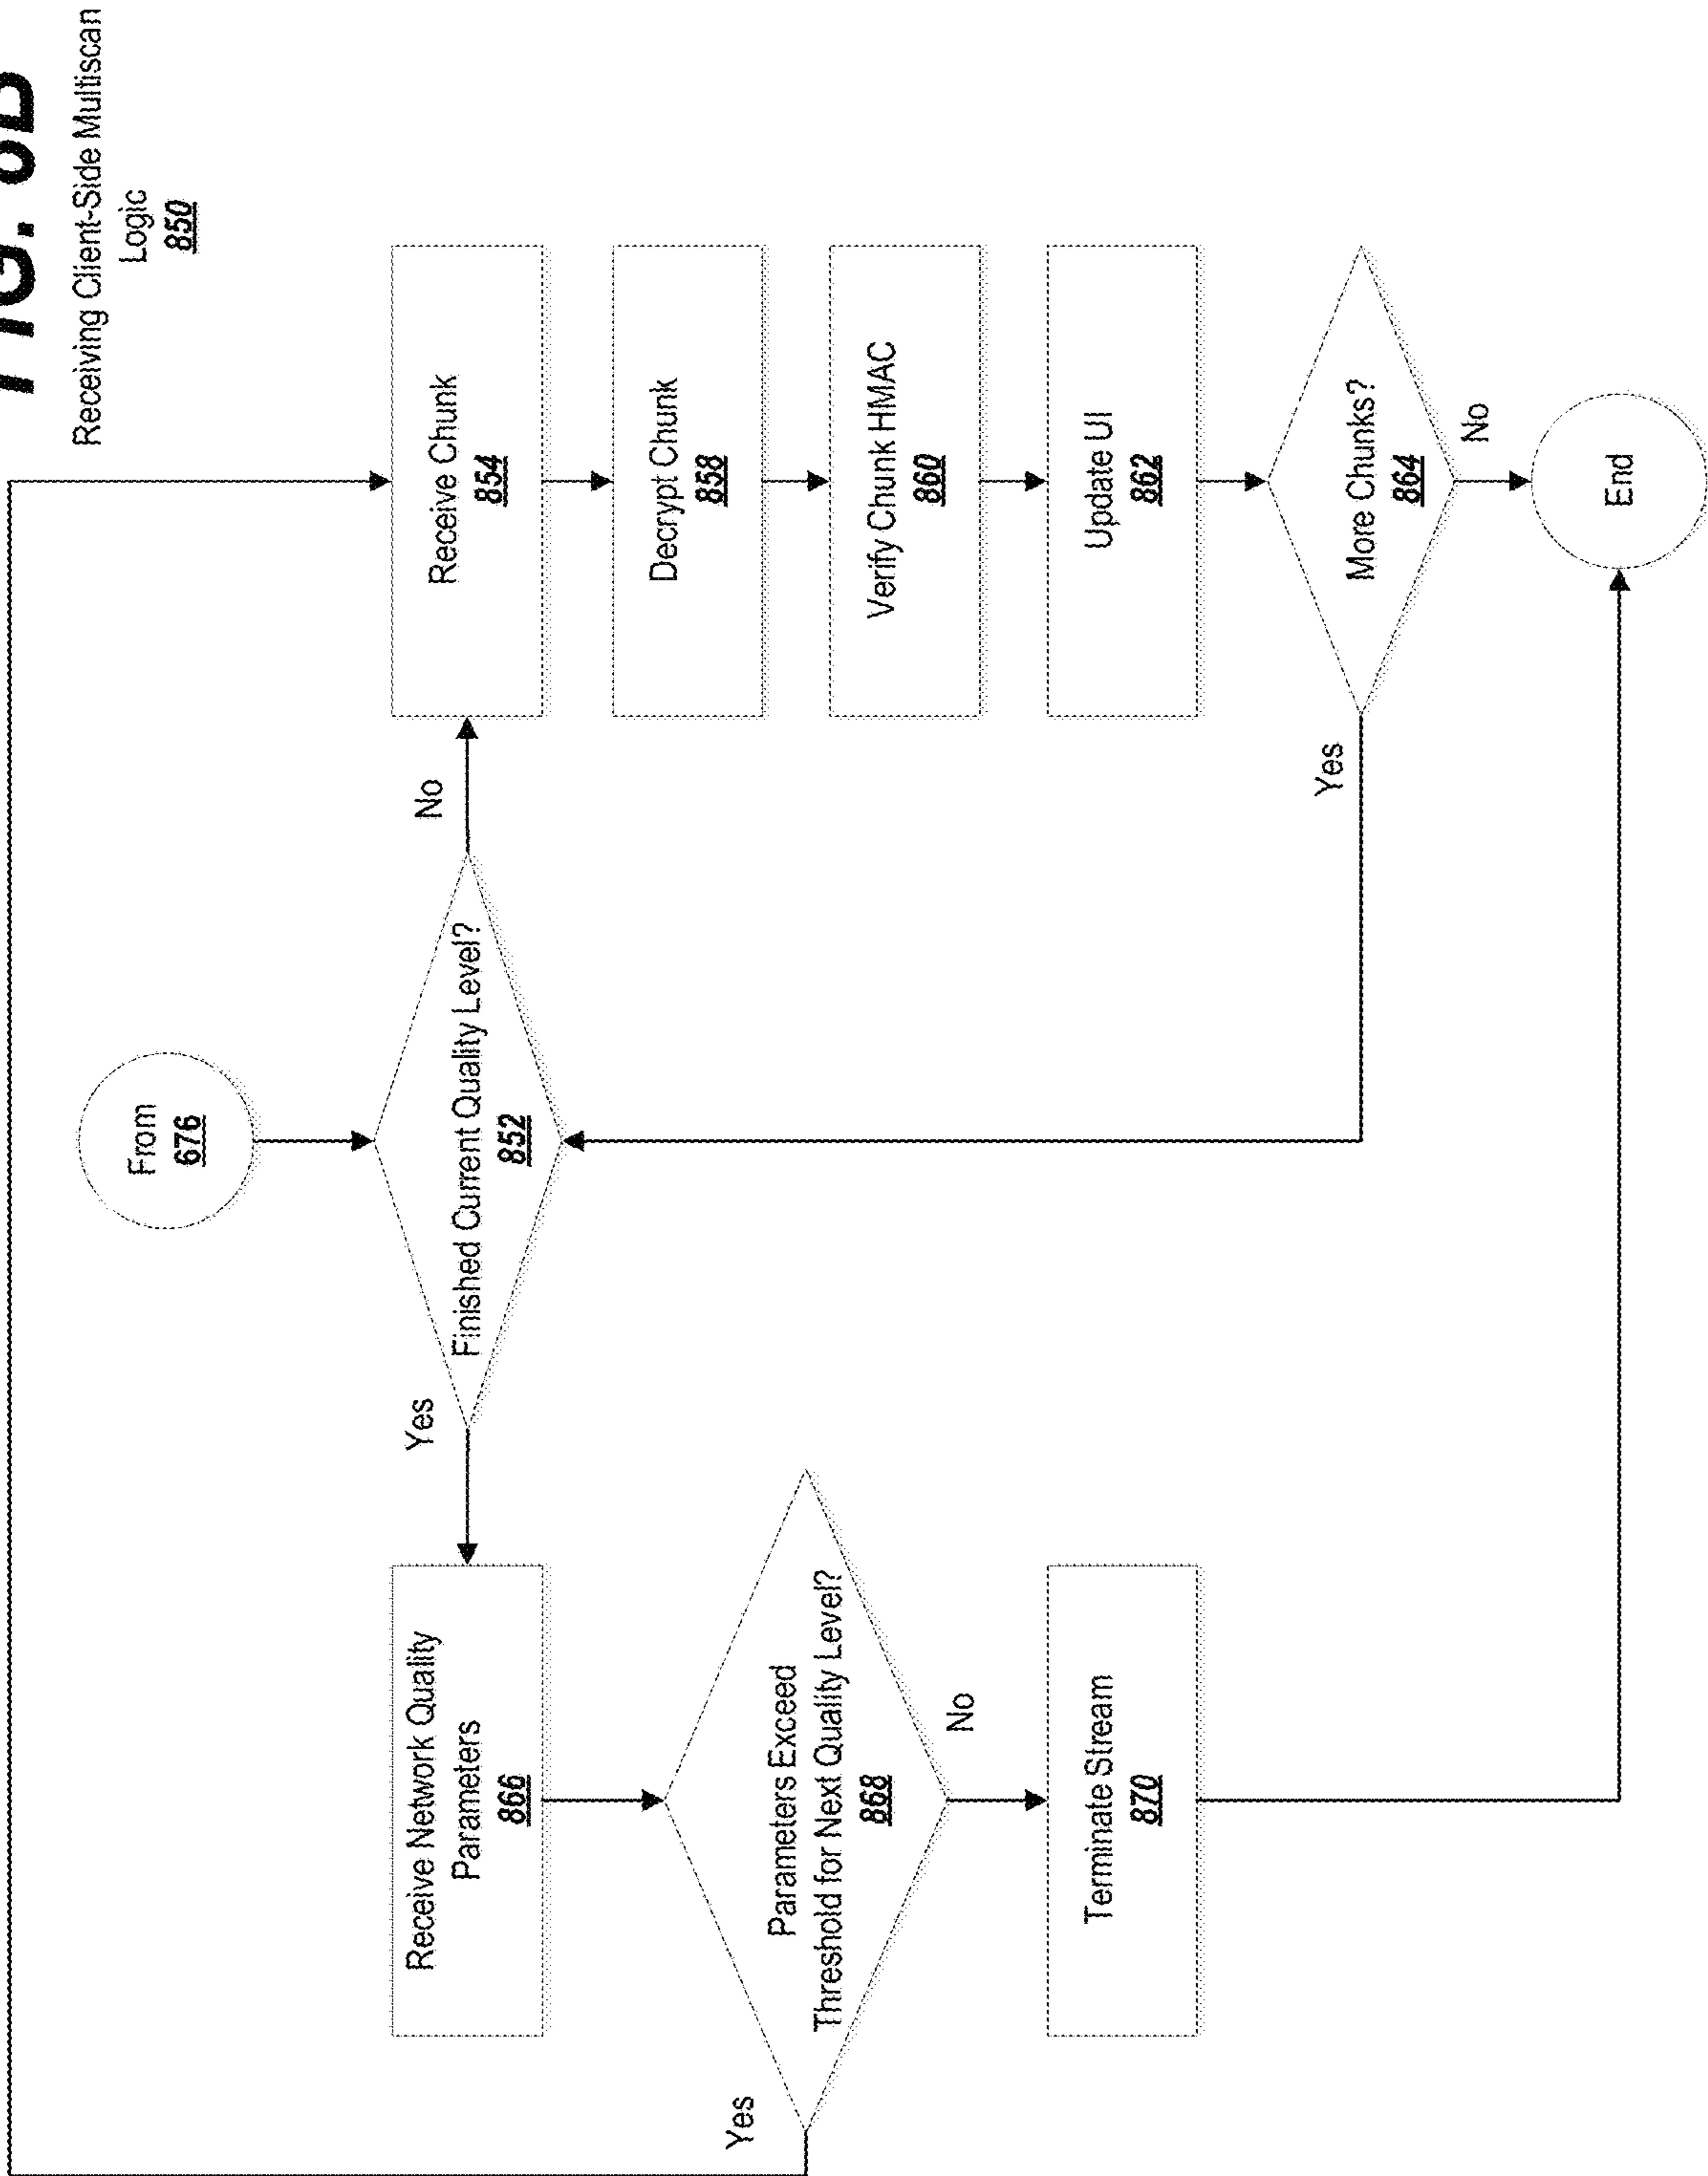 FIG. 8B
Receiving Client-Side Multiscan
Logic
850
From
676
Finished Current Quality Level?
852
Yes
No
Receive Network Quality
Parameters
866
Parameters Exceed
Threshold for Next Quality Level?
868
Yes
No
Terminate Stream
870
Receive Chunk
854
Decrypt Chunk
858
Verify Chunk HMAC
860
Update UI
862
More Chunks?
864
Yes
No
End